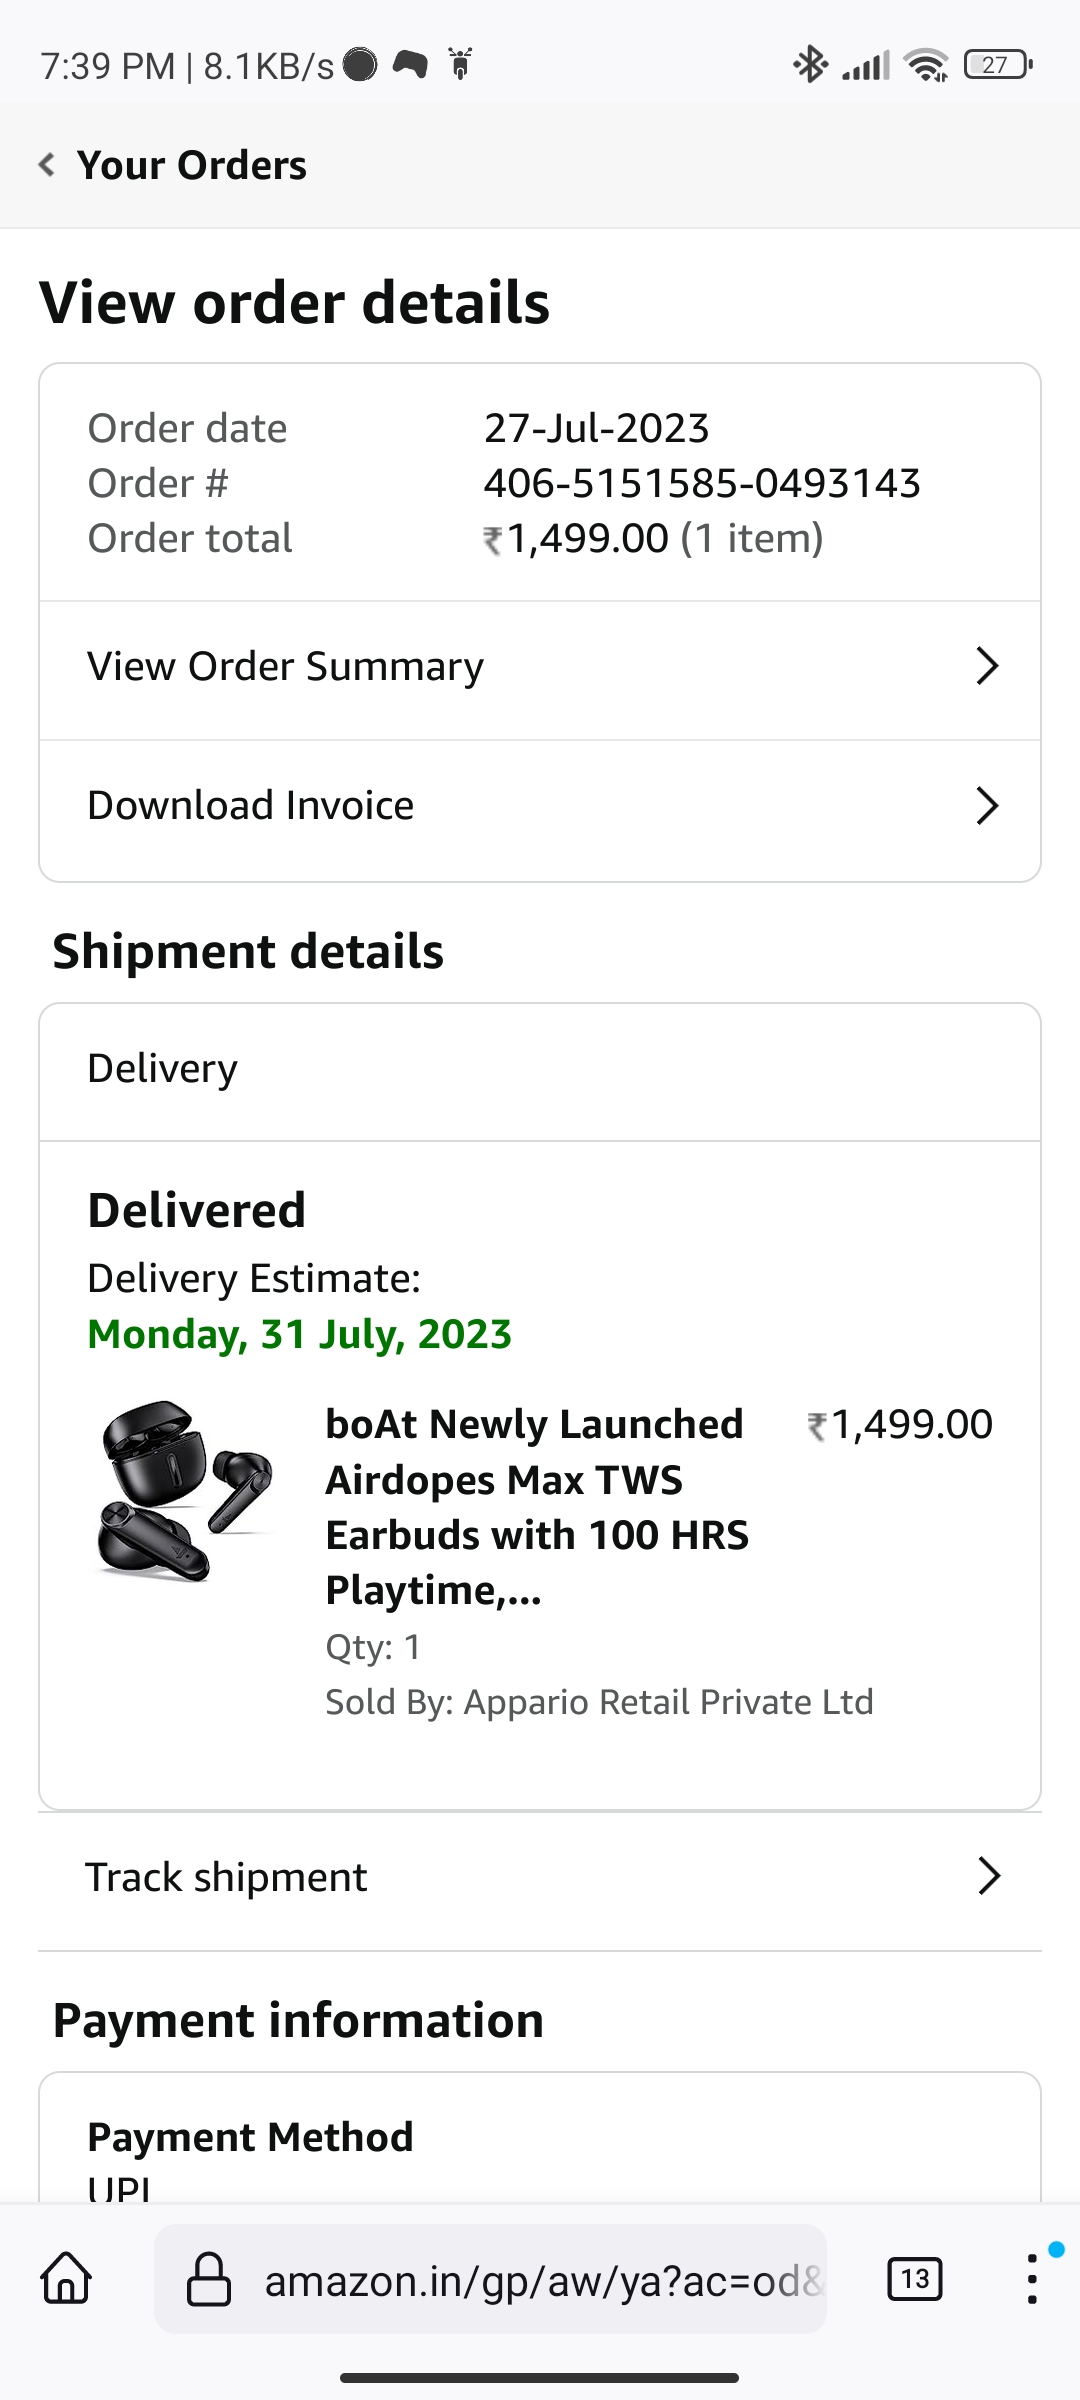 7:39 PM | 8.1KB/s
27
Your Orders
View order details
Order date 27-Jul-2023
Order # 406-5151585-0493143
Order total ₹1,499.00 (1 item)
View Order Summary
Download Invoice
Shipment details
Delivery
Delivered
Delivery Estimate:
Monday, 31 July, 2023
boAt Newly Launched ₹1,499.00
Airdopes Max TWS
Earbuds with 100 HRS
Playtime,...
Qty: 1
Sold By: Appario Retail Private Ltd
Track shipment
Payment information
Payment Method
UPI
amazon.in/gp/aw/ya?ac=od&
13